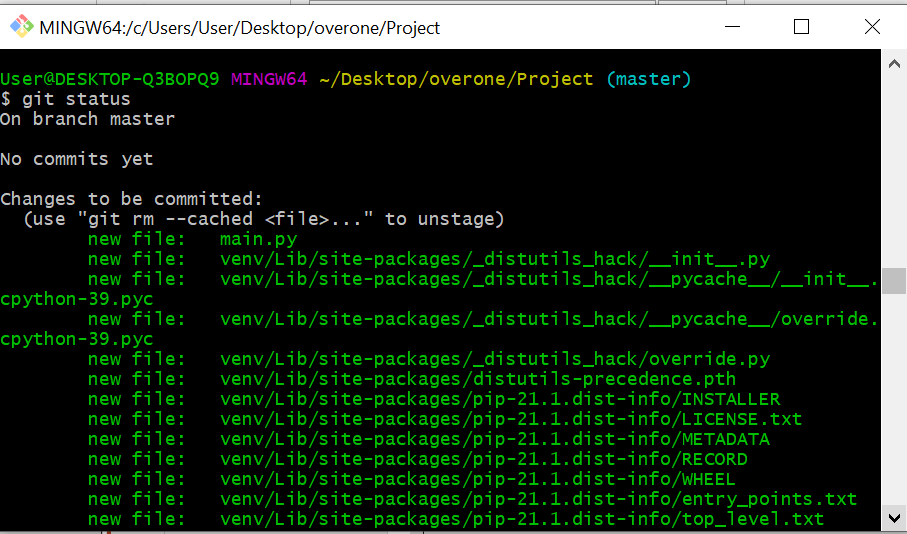 MINGW64:/c/Users/User/Desktop/overone/Project
User@DESKTOP-Q3BOPQ9 MINGW64 ~/Desktop/overone/Project (master)
$ git status
On branch master
No commits yet
Changes to be committed:
(use "git rm --cached <file>..." to unstage)
new file: main.py
new file: venv/Lib/site-packages/_distutils_hack/__init__.py
new file: venv/Lib/site-packages/_distutils_hack/__pycache__/__init__.
cpython-39.pyc
new file: venv/Lib/site-packages/_distutils_hack/__pycache__/override.
cpython-39.pyc
new file: venv/Lib/site-packages/_distutils_hack/override.py
new file: venv/Lib/site-packages/distutils-precedence.pth
new file: venv/Lib/site-packages/pip-21.1.dist-info/INSTALLER
new file: venv/Lib/site-packages/pip-21.1.dist-info/LICENSE.txt
new file: venv/Lib/site-packages/pip-21.1.dist-info/METADATA
new file: venv/Lib/site-packages/pip-21.1.dist-info/RECORD
new file: venv/Lib/site-packages/pip-21.1.dist-info/WHEEL
new file: venv/Lib/site-packages/pip-21.1.dist-info/entry_points.txt
new file: venv/Lib/site-packages/pip-21.1.dist-info/top_level.txt